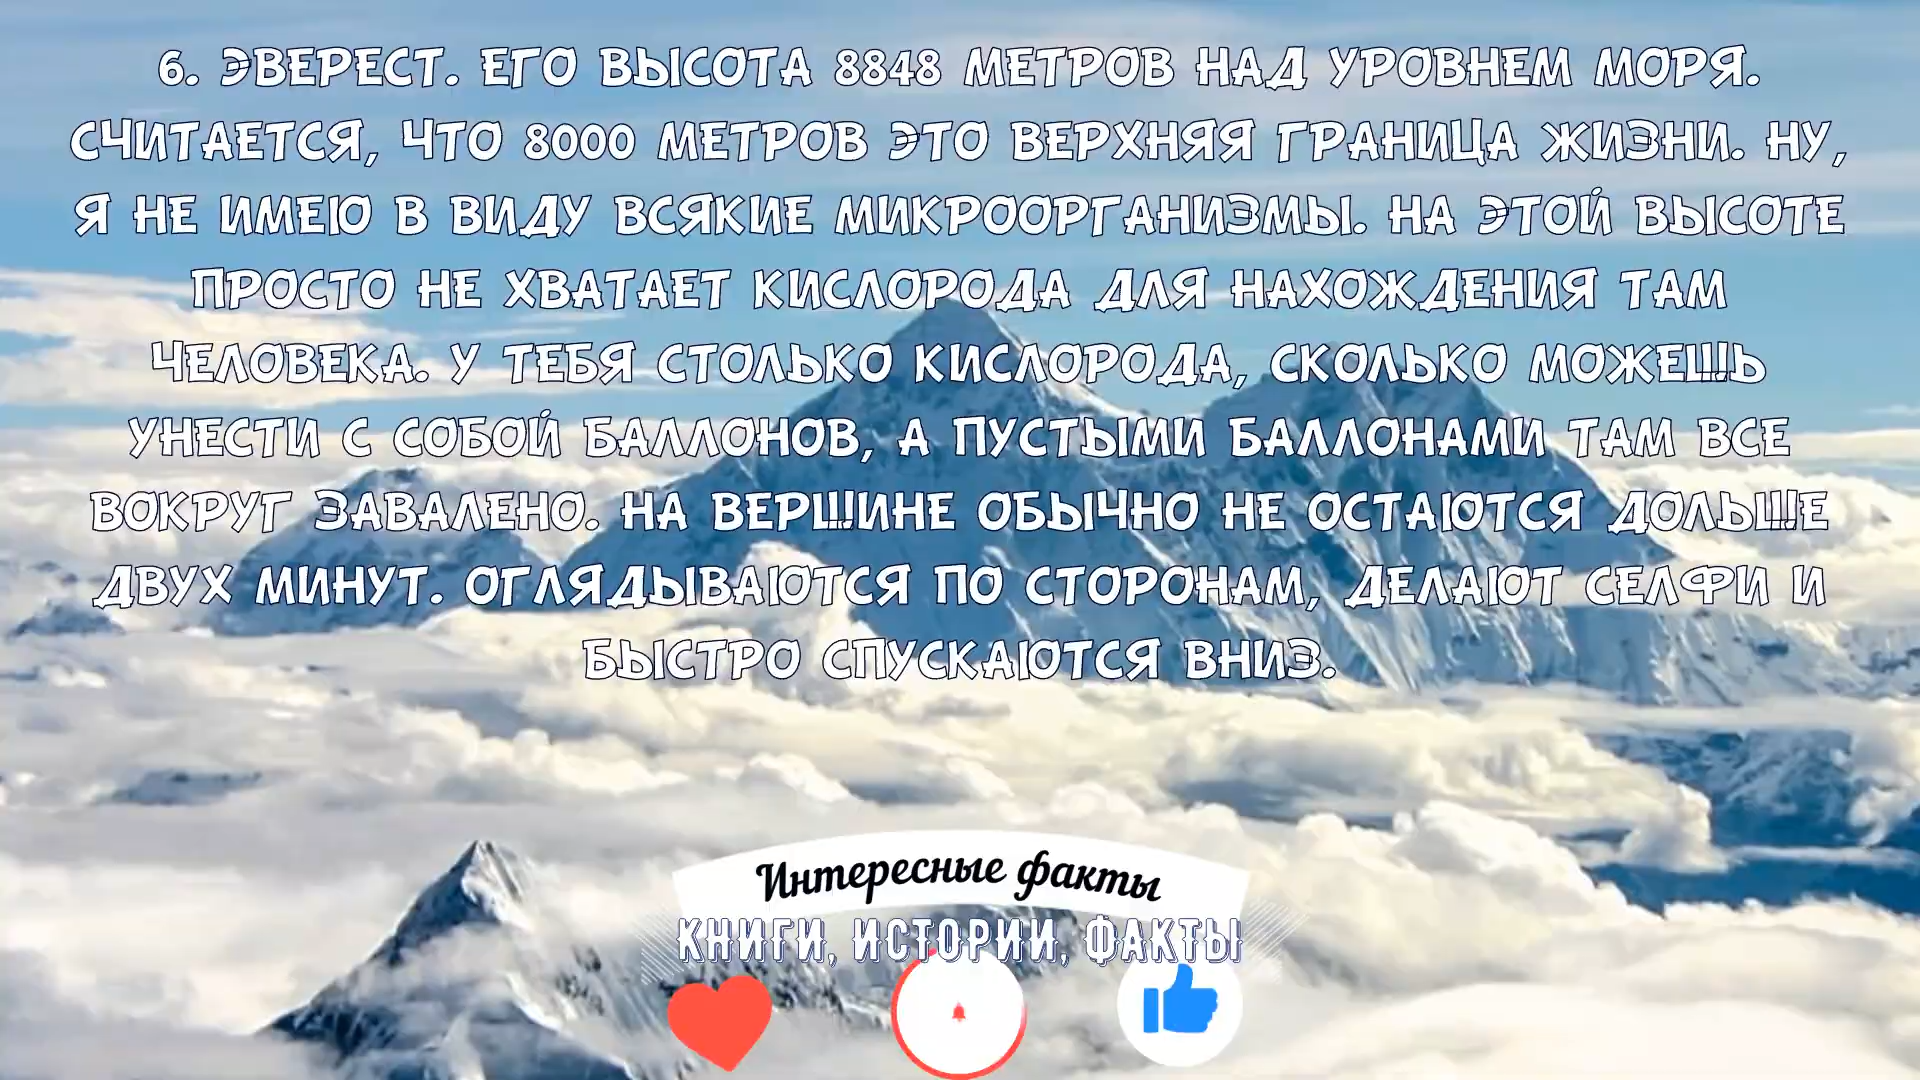 6. ЭВЕРЕСТ. ЕГО ВЫСОТА 8848 МЕТРОВ НАД УРОВНЕМ МОРЯ.
СЧИТАЕТСЯ, ЧТО 8000 МЕТРОВ ЭТО ВЕРХНЯЯ ГРАНИЦА ЖИЗНИ. НУ,
Я НЕ ИМЕЮ В ВИДУ ВСЯКИЕ МИКРООРГАНИЗМЫ. НА ЭТОЙ ВЫСОТЕ
ПРОСТО НЕ ХВАТАЕТ КИСЛОРОДА ДЛЯ НАХОЖДЕНИЯ ТАМ
ЧЕЛОВЕКА. У ТЕБЯ СТОЛЬКО КИСЛОРОДА, СКОЛЬКО МОЖЕШЬ
УНЕСТИ С СОБОЙ БАЛЛОНОВ, А ПУСТЫМИ БАЛЛОНАМИ ТАМ ВСЕ
ВОКРУГ ЗАВАЛЕНО. НА ВЕРШИНЕ ОБЫЧНО НЕ ОСТАЮТСЯ ДОЛЬШЕ
ДВУХ МИНУТ. ОГЛЯДЫВАЮТСЯ ПО СТОРОНАМ, ДЕЛАЮТ СЕЛФИ И
БЫСТРО СПУСКАЮТСЯ ВНИЗ.
Интересные факты
КНИГИ, ИСТОРИИ, ФАКТЫ